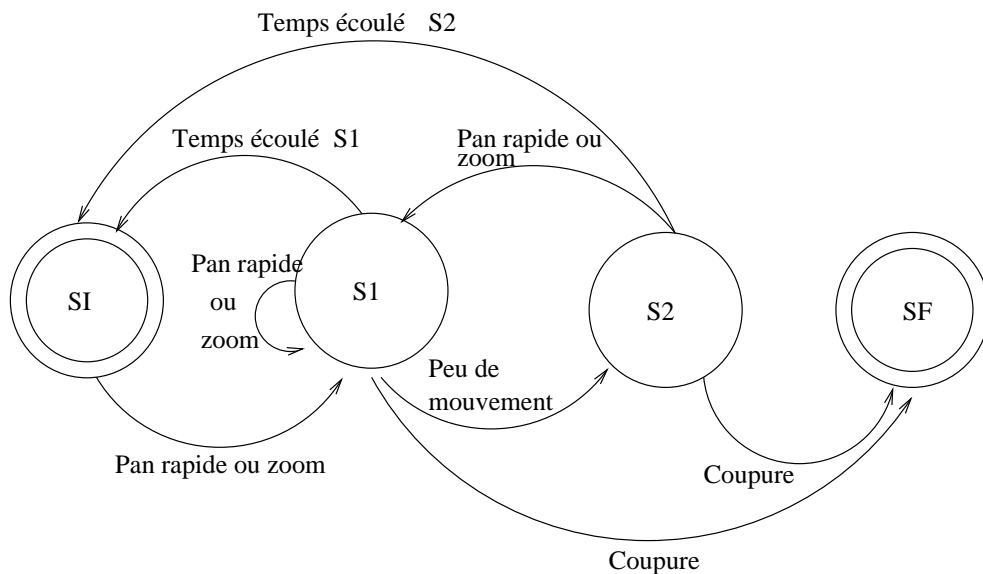 Temps écoulé S2
Temps écoulé S1
Pan rapide ou
zoom
Pan rapide
ou
zoom
SI
S1
S2
SF
Peu de
mouvement
Pan rapide ou zoom
Coupure
Coupure